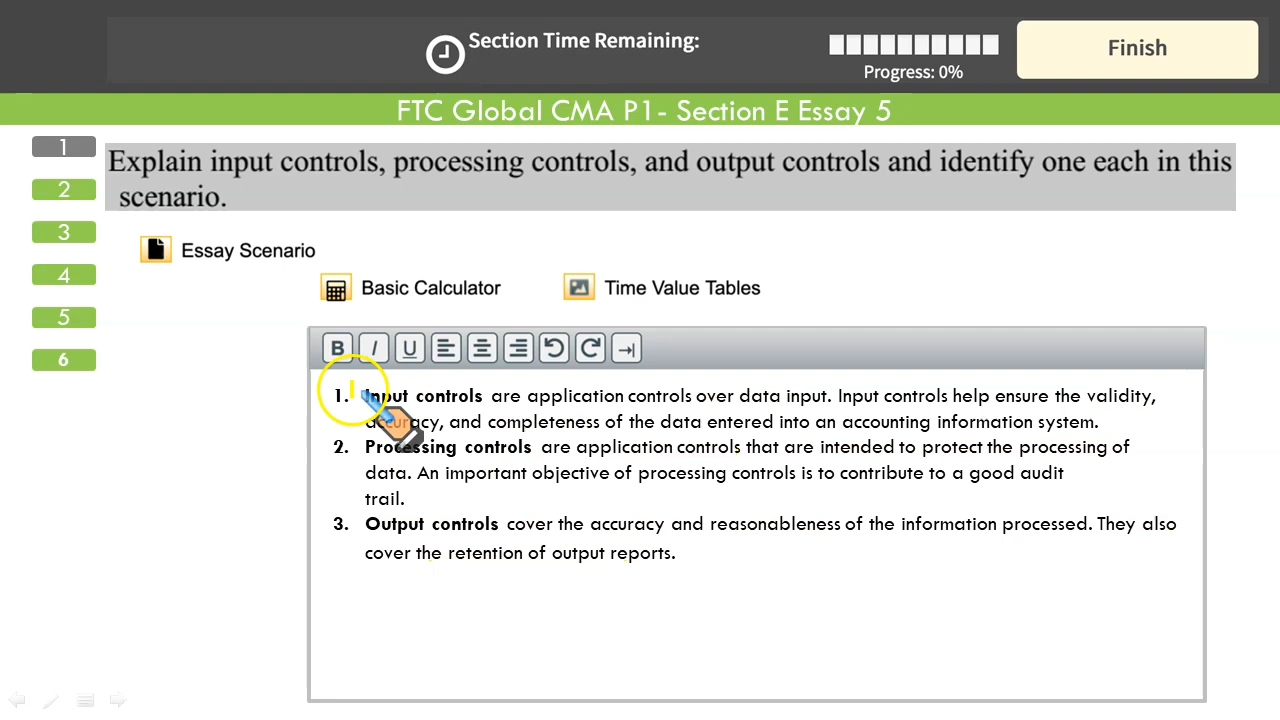 Section Time Remaining:
Progress: 0%
Finish
FTC Global CMA P1- Section E Essay 5
1
2
3
4
5
6
Explain input controls, processing controls, and output controls and identify one each in this
scenario.
Essay Scenario
Basic Calculator
Time Value Tables
B I U
1. Input controls are application controls over data input. Input controls help ensure the validity,
accuracy, and completeness of the data entered into an accounting information system.
2. Processing controls are application controls that are intended to protect the processing of
data. An important objective of processing controls is to contribute to a good audit
trail.
3. Output controls cover the accuracy and reasonableness of the information processed. They also
cover the retention of output reports.